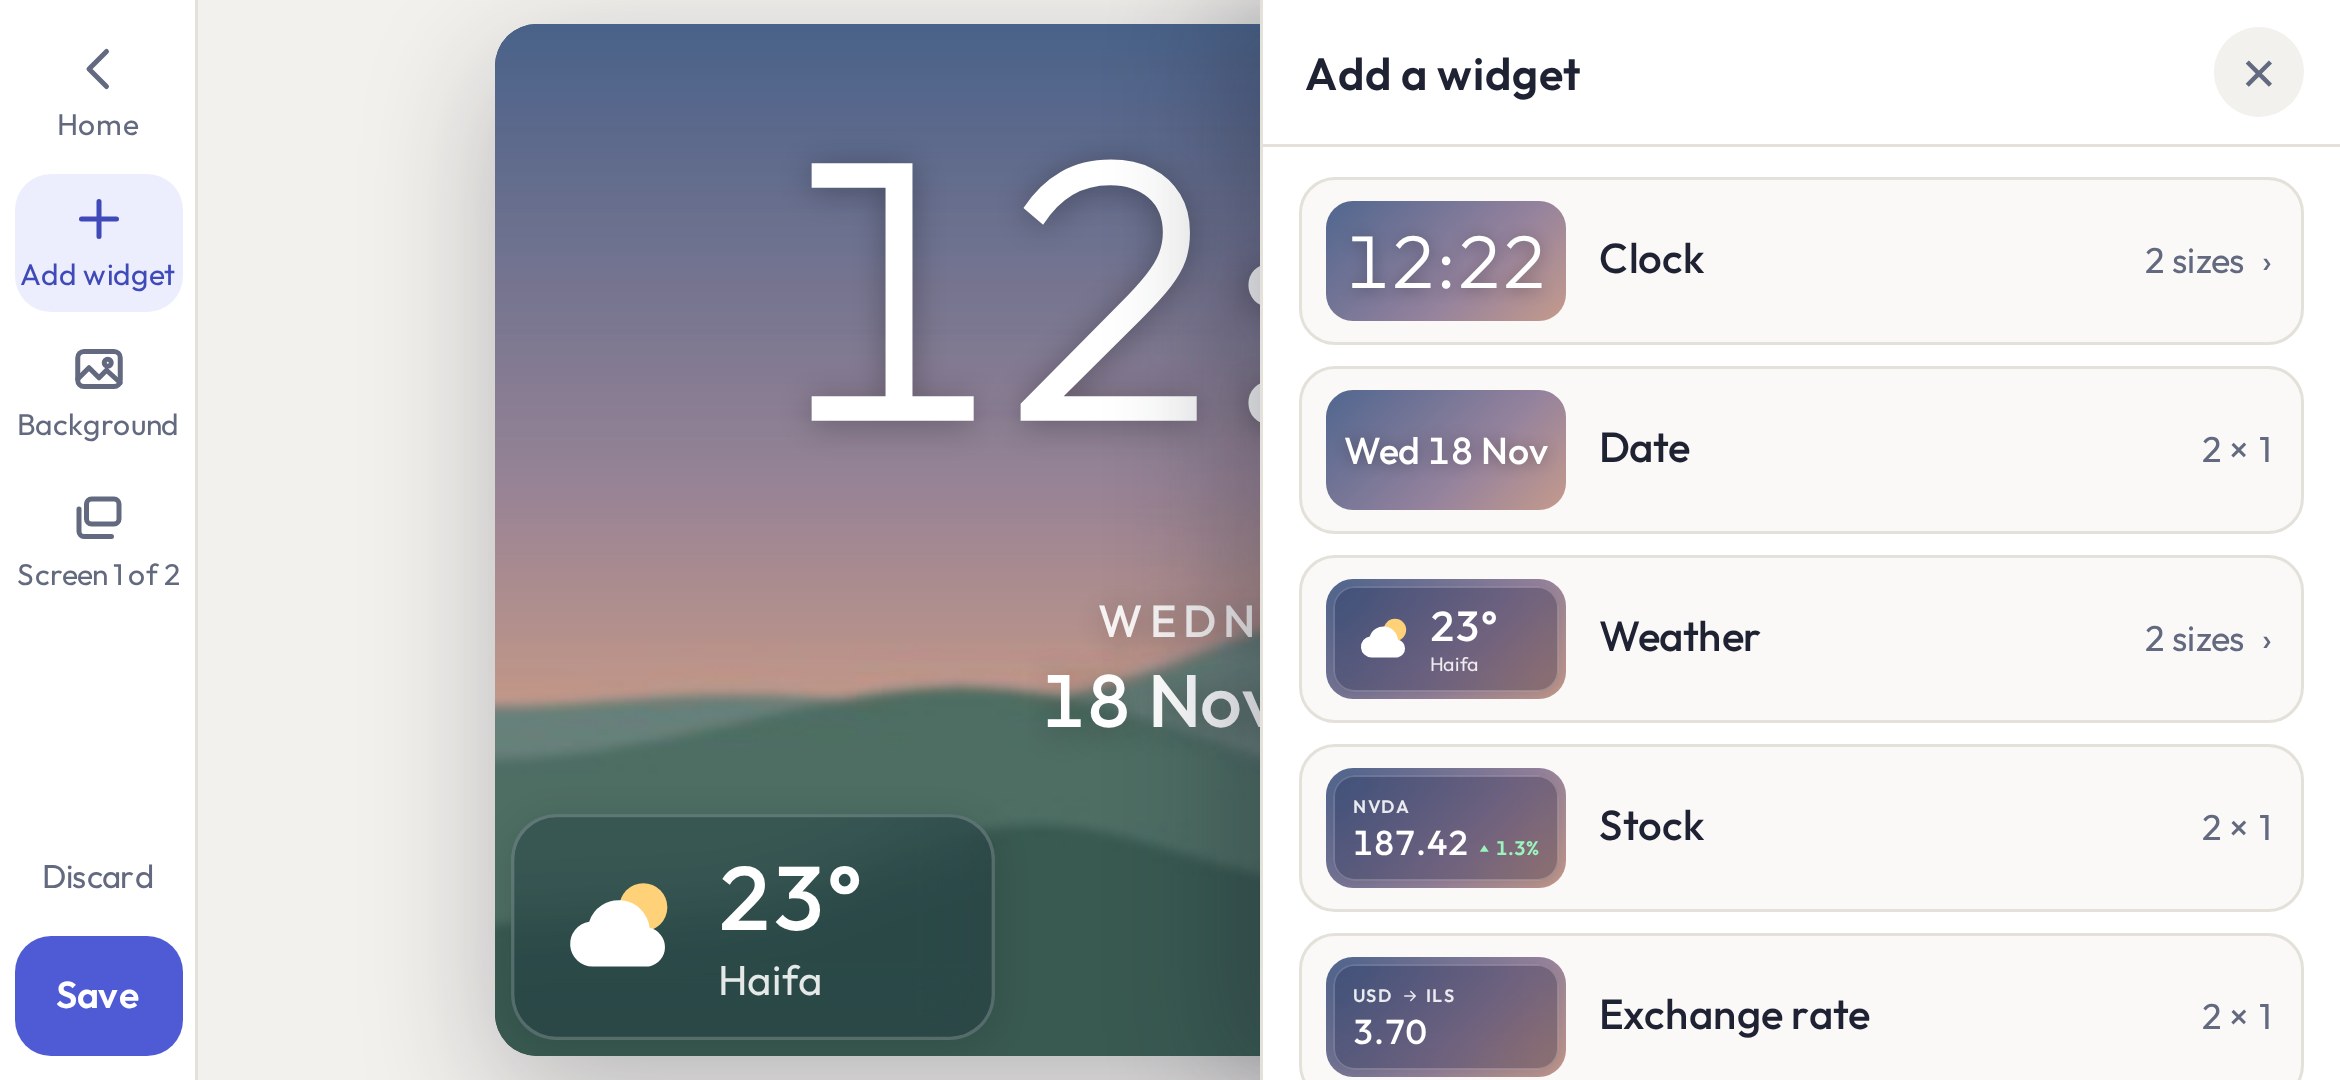 Home
Add widget
Background
Screen 1 of 2
Discard
Save
12:
WEDN
18 Nov
23°
Haifa
Add a widget
12:22
Clock
2 sizes ›
Wed 18 Nov
Date
2 × 1
23°
Haifa
Weather
2 sizes ›
NVDA
187.42 ▲ 1.3%
Stock
2 × 1
USD → ILS
3.70
Exchange rate
2 × 1